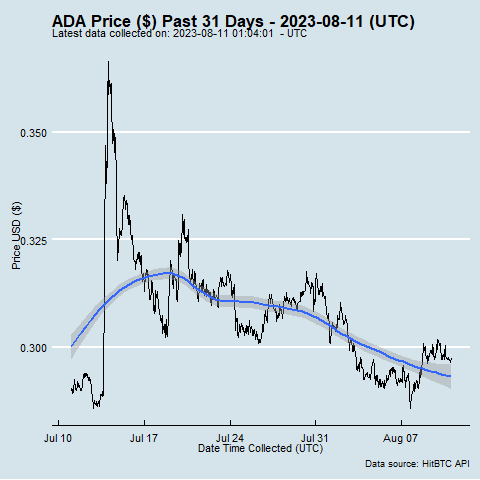 ADA Price ($) Past 31 Days - 2023-08-11 (UTC)
Latest data collected on: 2023-08-11 01:04:01  - UTC
0.350
0.325
0.300
Price USD ($)
Jul 10
Jul 17
Jul 24
Jul 31
Aug 07
Date Time Collected (UTC)
Data source: HitBTC API